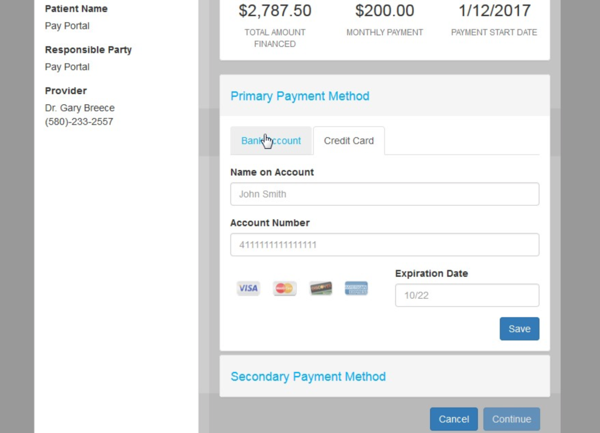 Patient Name
Pay Portal
Responsible Party
Pay Portal
Provider
Dr. Gary Breece
(580)-233-2557
$2,787.50 $200.00 1/12/2017
TOTAL AMOUNT FINANCED
MONTHLY PAYMENT
PAYMENT START DATE
Primary Payment Method
Bank Account Credit Card
Name on Account
John Smith
Account Number
4111111111111111
VISA
MasterCard
Expiration Date
10/22
Save
Secondary Payment Method
Cancel Continue